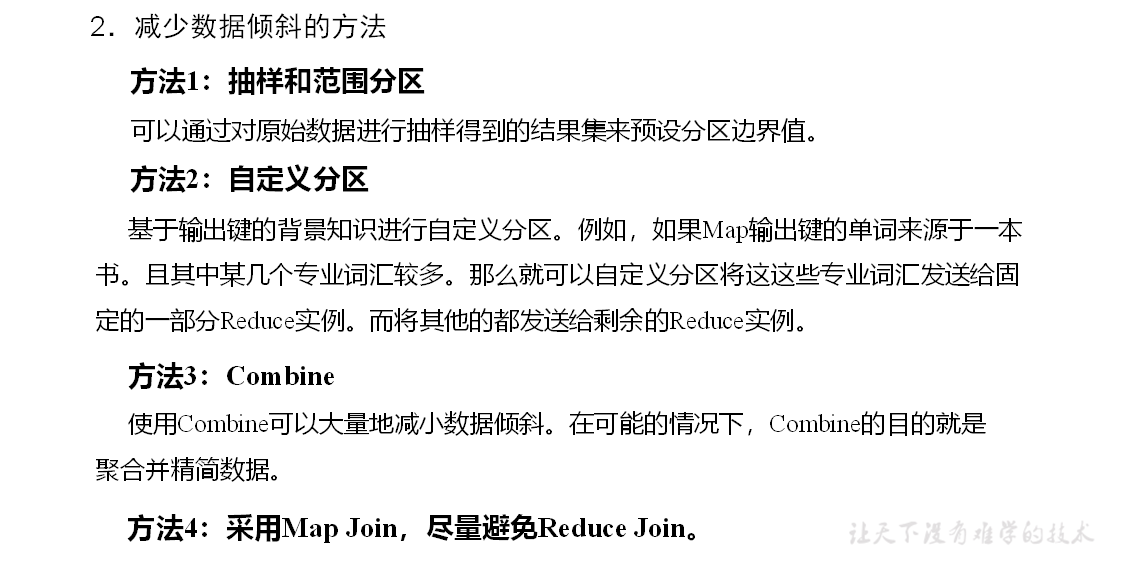 2．减少数据倾斜的方法
方法1：抽样和范围分区
可以通过对原始数据进行抽样得到的结果集来预设分区边界值。
方法2：自定义分区
基于输出键的背景知识进行自定义分区。例如，如果Map输出键的单词来源于一本
书。且其中某几个专业词汇较多。那么就可以自定义分区将这这些专业词汇发送给固
定的一部分Reduce实例。而将其他的都发送给剩余的Reduce实例。
方法3：Combine
使用Combine可以大量地减小数据倾斜。在可能的情况下，Combine的目的就是
聚合并精简数据。
方法4：采用Map Join，尽量避免Reduce Join。
让天下没有难学的技术